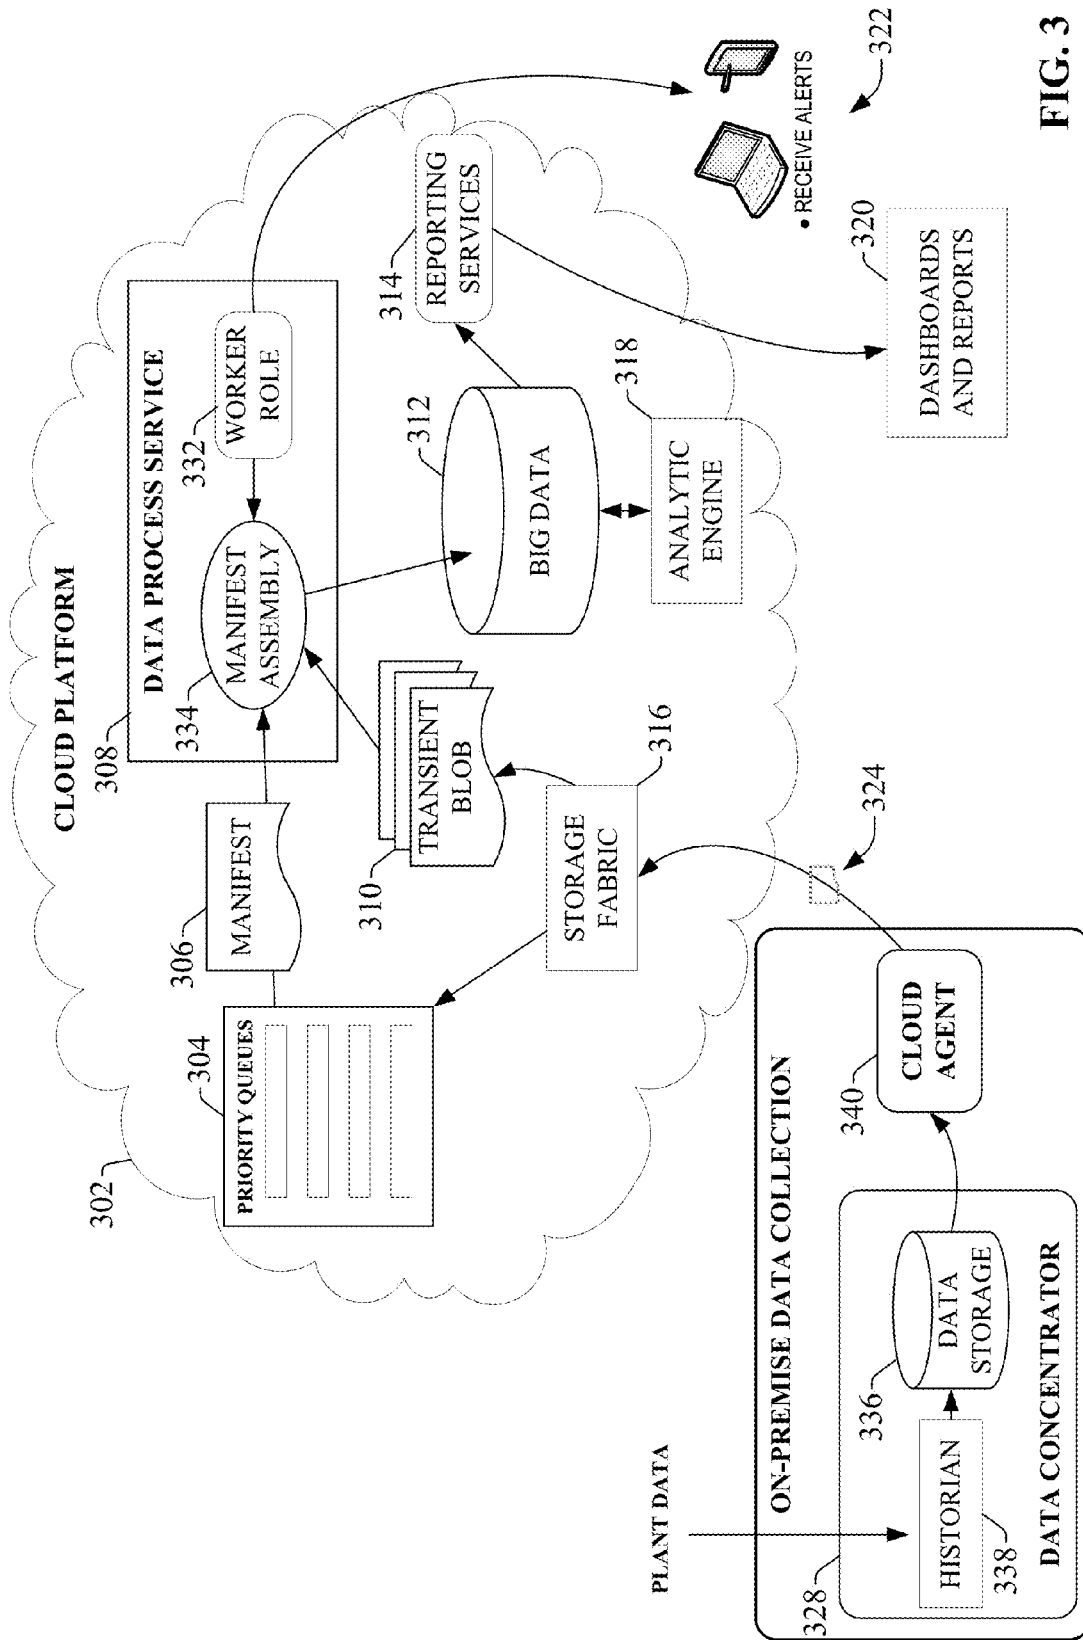 CLOUD PLATFORM
302
308
DATA PROCESS SERVICE
304
PRIORITY QUEUES
306
MANIFEST
334
MANIFEST
ASSEMBLY
332
WORKER
ROLE
310
TRANSIENT
BLOB
312
BIG DATA
314
REPORTING
SERVICES
316
STORAGE
FABRIC
318
ANALYTIC
ENGINE
• RECEIVE ALERTS
322
320
DASHBOARDS
AND REPORTS
324
PLANT DATA
ON-PREMISE DATA COLLECTION
340
CLOUD
AGENT
328
336
DATA
STORAGE
HISTORIAN
338
DATA CONCENTRATOR
FIG. 3